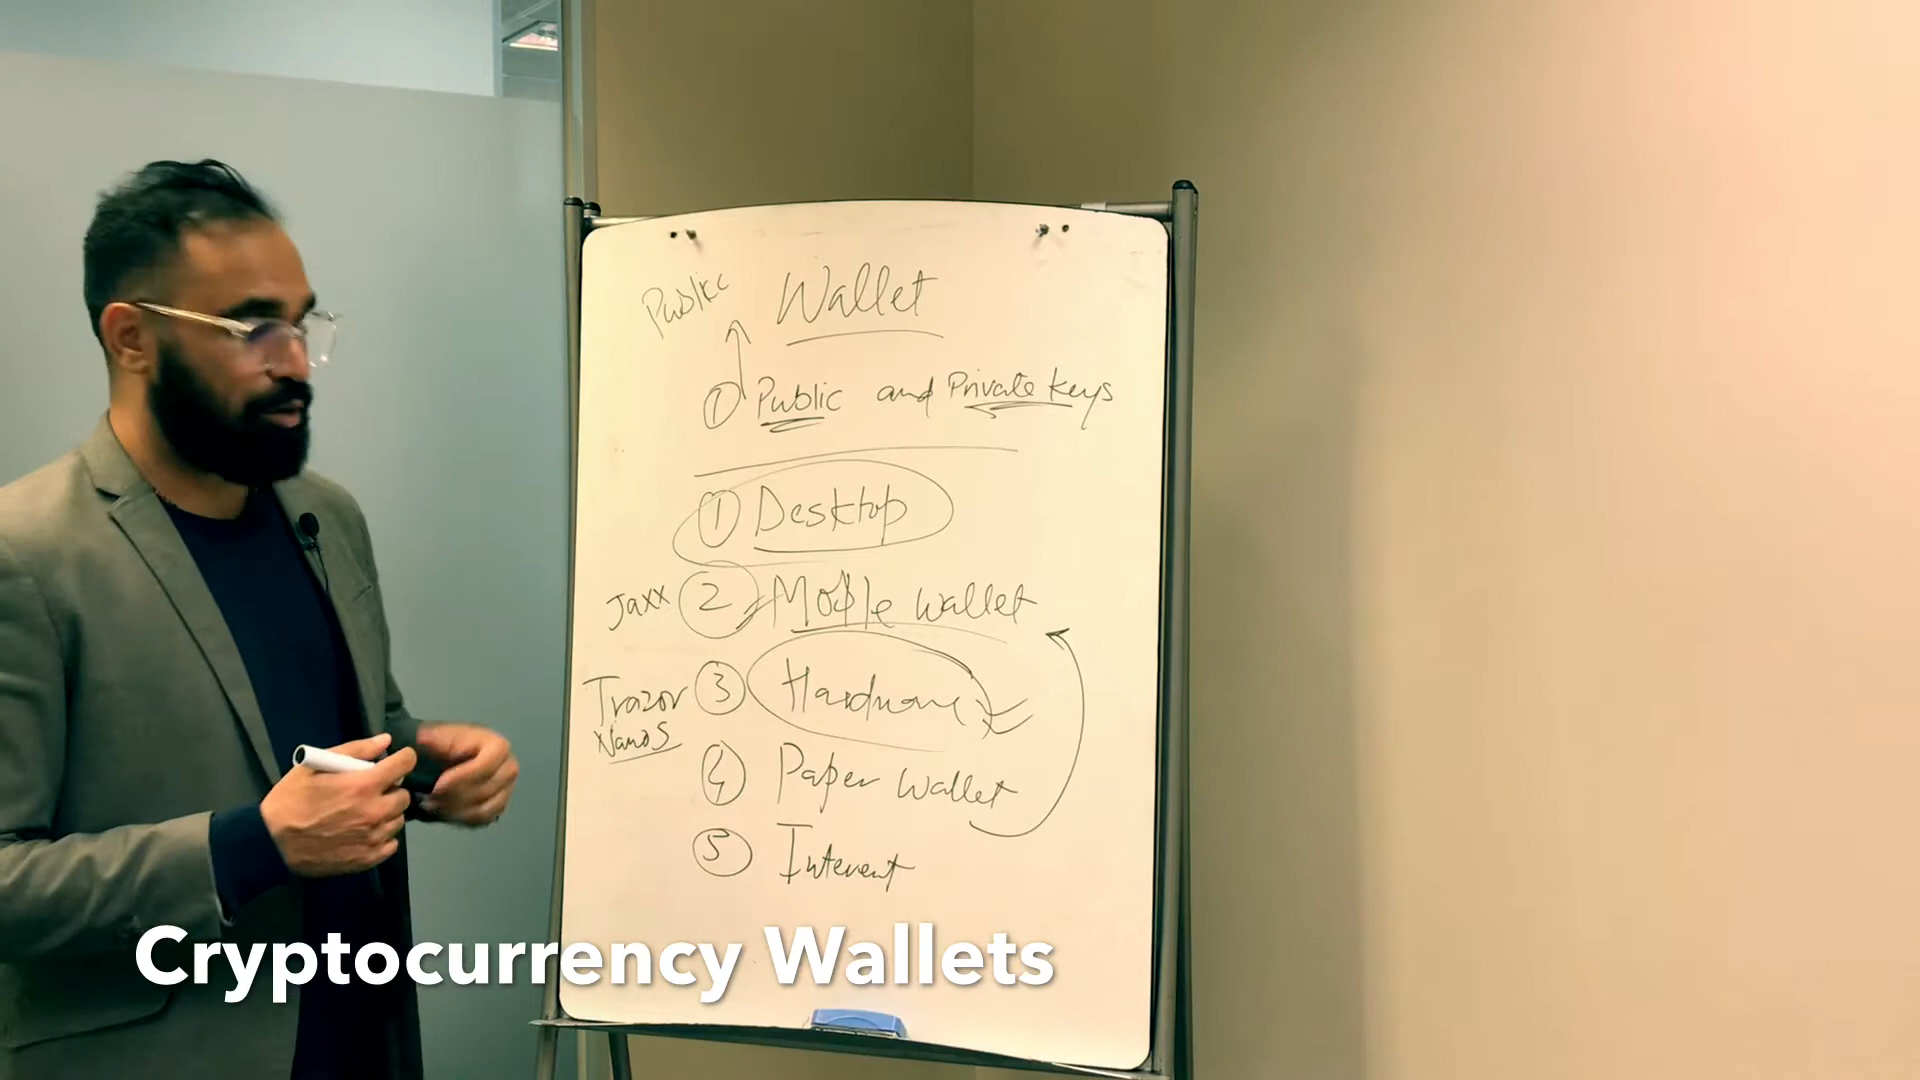 Public
Wallet
① Public and Private keys
① Desktop
Jaxx ② Mobile wallet
Trazor ③ Hardware
Nano S
④ Paper wallet
⑤ Internet
Cryptocurrency Wallets